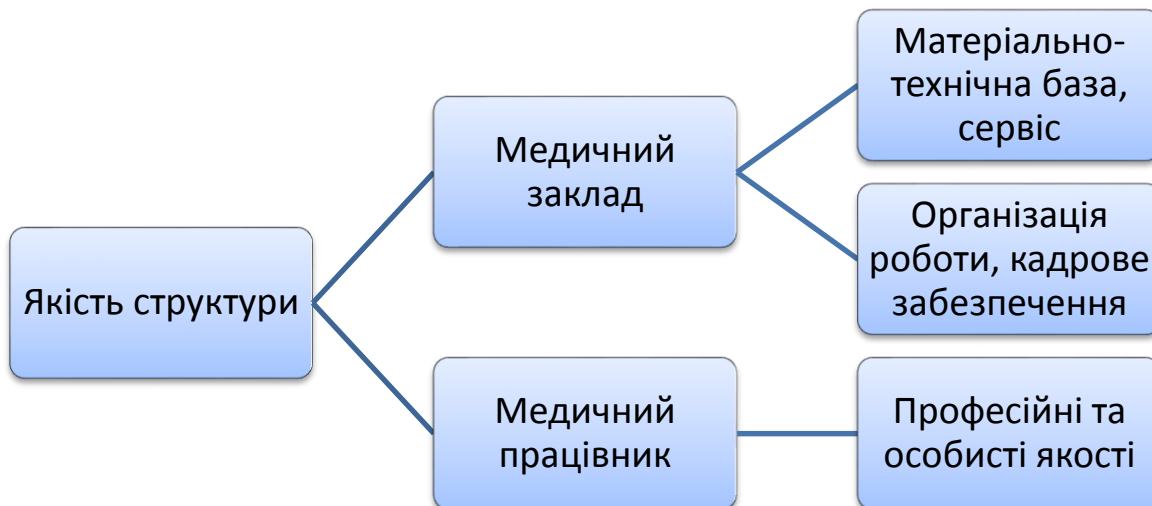 Якість структури
Медичний
заклад
Матеріально-
технічна база,
сервіс
Організація
роботи, кадрове
забезпечення
Медичний
працівник
Професійні та
особисті якості